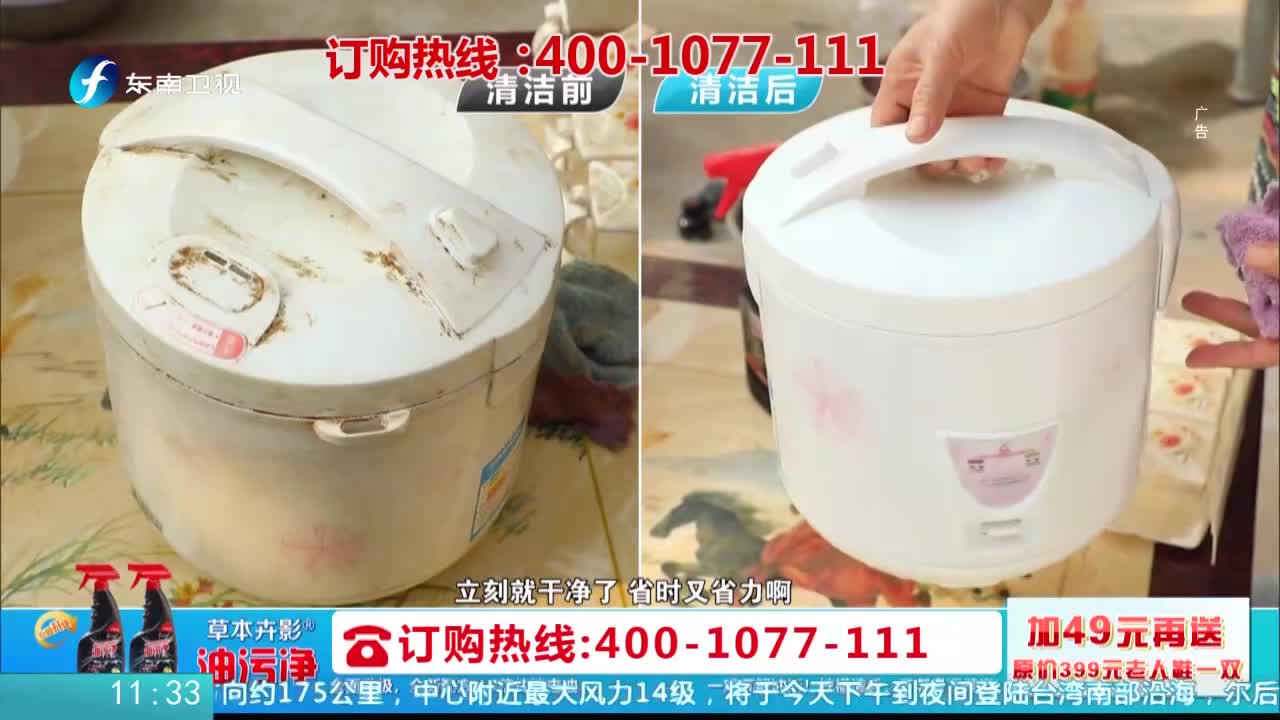 订购热线：400-1077-111
东南卫视
清洁前
清洁后
广告
立刻就干净了 省时又省力啊
草本卉影®
油污净
订购热线:400-1077-111
加49元再送
原价399元老人鞋一双
11:33
向约175公里，中心附近最大风力14级，将于今天下午到夜间登陆台湾南部沿海，尔后